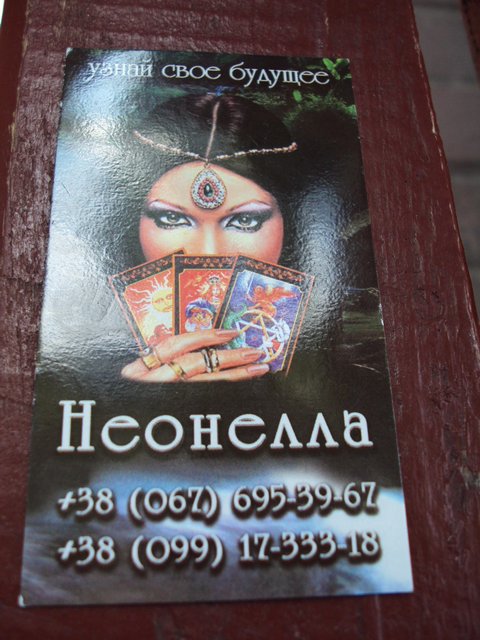 узнай свое будущее
Неонелла
+38 (067) 695-39-67
+38 (099) 17-333-18